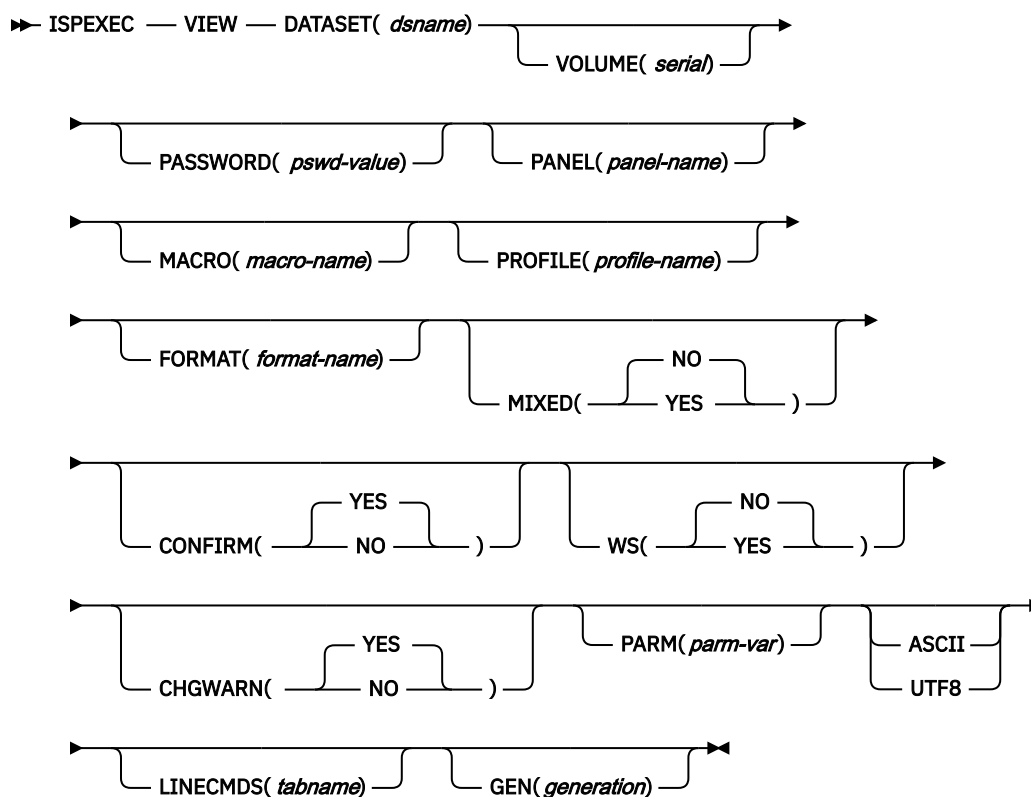 ISPEXEC VIEW DATASET( dsname)
VOLUME( serial)
PASSWORD( pswd-value)
PANEL( panel-name)
MACRO( macro-name)
PROFILE( profile-name)
FORMAT( format-name)
MIXED(
NO
YES
)
CONFIRM(
YES
NO
)
WS(
NO
YES
)
CHGWARN(
YES
NO
)
PARM( parm-var)
ASCII
UTF8
LINECMDS( tabname)
GEN( generation)